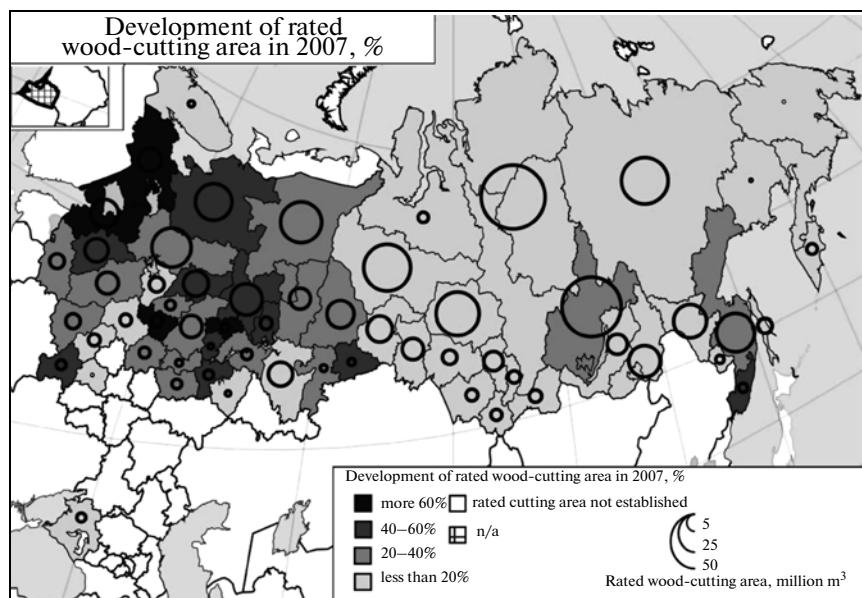 Development of rated
wood-cutting area in 2007, %
Development of rated wood-cutting area in 2007, %
more 60%
rated cutting area not established
40–60%
n/a
20–40%
less than 20%
5
25
50
Rated wood-cutting area, million m³